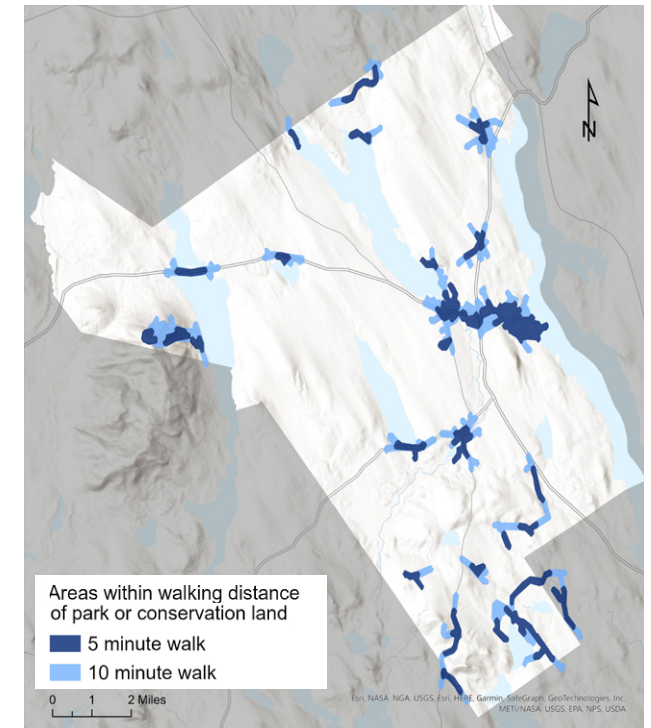 N
Areas within walking distance
of park or conservation land
5 minute walk
10 minute walk
0 1 2 Miles
Esri, NASA, NGA, USGS, Esri, HERE, Garmin, SafeGraph, GeoTechnologies, Inc,
METI/NASA, USGS, EPA, NPS, USDA